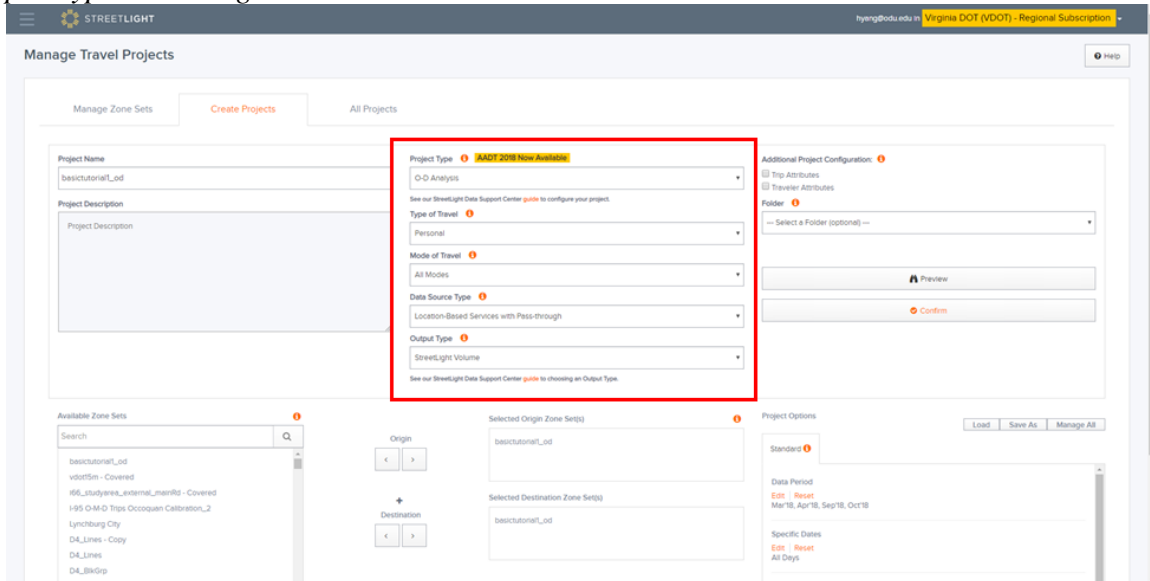 STREETLIGHT
hyang@odu.edu in Virginia DOT (VDOT) - Regional Subscription
Manage Travel Projects
Help
Manage Zone Sets
Create Projects
All Projects
Project Name
basictutorial1_od
Project Description
Project Description
Project Type AADT 2018 Now Available
O-D Analysis
See our StreetLight Data Support Center guide to configure your project.
Type of Travel
Personal
Mode of Travel
All Modes
Data Source Type
Location-Based Services with Pass-through
Output Type
StreetLight Volume
See our StreetLight Data Support Center guide to choosing an Output Type.
Additional Project Configuration:
Trip Attributes
Traveler Attributes
Folder
--- Select a Folder (optional) ---
Preview
Confirm
Available Zone Sets
Search
basictutorial1_od
vdot15m - Covered
I66_studyarea_external_mainRd - Covered
I-95 O-M-D Trips Occoquan Calibration_2
Lynchburg City
D4_Lines - Copy
D4_Lines
D4_BlkGrp
Origin
< >
+
Destination
< >
Selected Origin Zone Set(s)
basictutorial1_od
Selected Destination Zone Set(s)
basictutorial1_od
Project Options
Load Save As Manage All
Standard
Data Period
Edit | Reset
Mar'18, Apr'18, Sep'18, Oct'18
Specific Dates
Edit | Reset
All Days